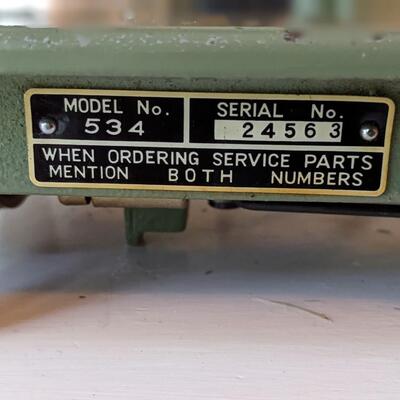 MODEL No.
534
SERIAL No.
24563
WHEN ORDERING SERVICE PARTS
MENTION BOTH NUMBERS